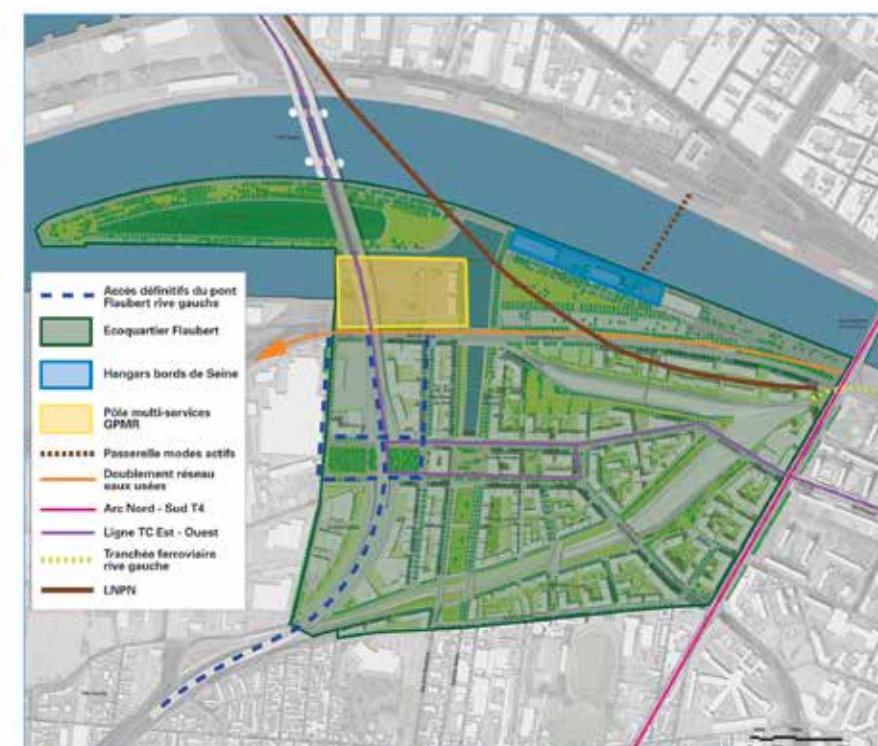 Accès définitifs du pont
Flaubert rive gauche
Ecoquartier Flaubert
Hangars bords de Seine
Pôle multi-services
GPMR
Passerelle modes actifs
Doublement réseau
eaux usées
Arc Nord - Sud T4
Ligne TC Est - Ouest
Tranchée ferroviaire
rive gauche
LNPN